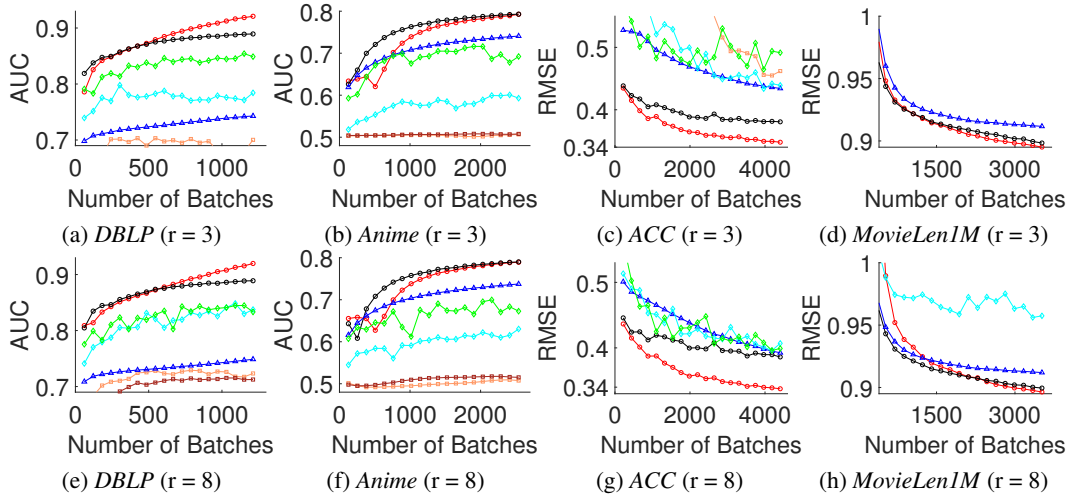 0.9
0.8
0.7
AUC
0 500 1000
Number of Batches
(a) DBLP (r = 3)
0.8
0.7
0.6
0.5
AUC
0 1000 2000
Number of Batches
(b) Anime (r = 3)
0.5
0.4
0.34
RMSE
0 2000 4000
Number of Batches
(c) ACC (r = 3)
1
0.95
0.9
RMSE
1500 3000
Number of Batches
(d) MovieLen1M (r = 3)
0.9
0.8
0.7
AUC
0 500 1000
Number of Batches
(e) DBLP (r = 8)
0.8
0.7
0.6
0.5
AUC
0 1000 2000
Number of Batches
(f) Anime (r = 8)
0.5
0.4
0.34
RMSE
0 2000 4000
Number of Batches
(g) ACC (r = 8)
1
0.95
0.9
RMSE
1500 3000
Number of Batches
(h) MovieLen1M (r = 8)